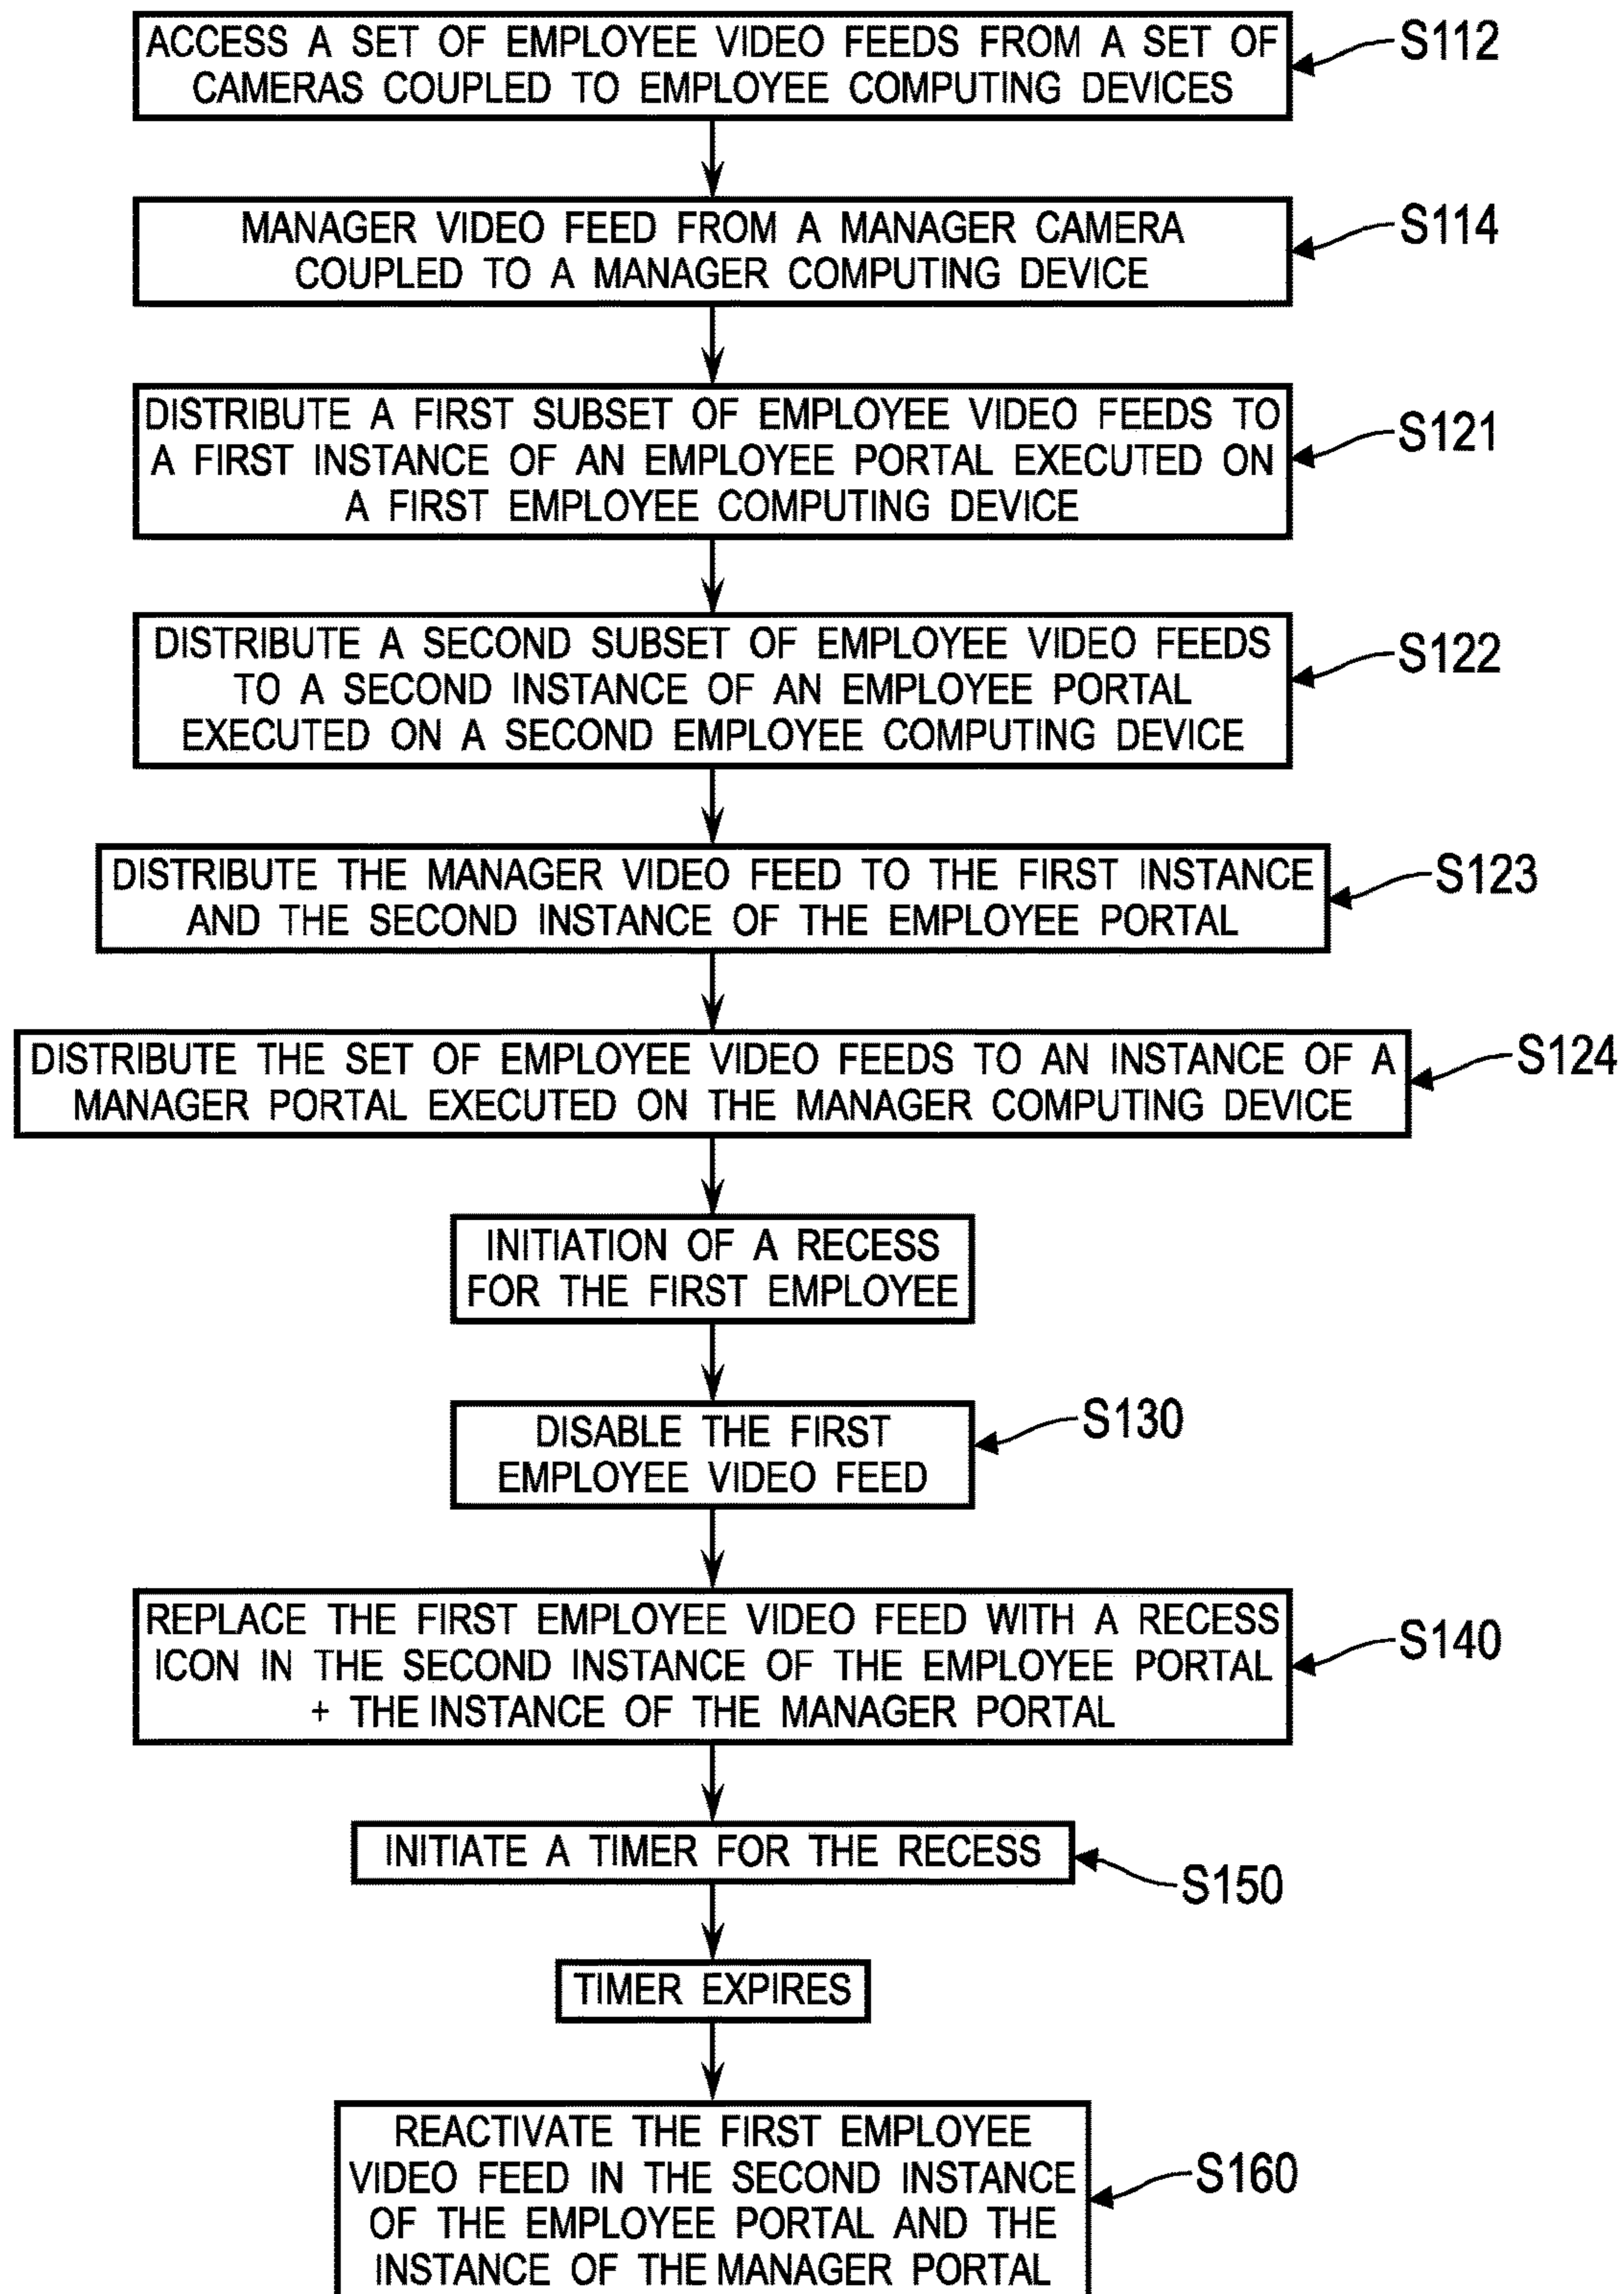 ACCESS A SET OF EMPLOYEE VIDEO FEEDS FROM A SET OF
CAMERAS COUPLED TO EMPLOYEE COMPUTING DEVICES
S112
MANAGER VIDEO FEED FROM A MANAGER CAMERA
COUPLED TO A MANAGER COMPUTING DEVICE
S114
DISTRIBUTE A FIRST SUBSET OF EMPLOYEE VIDEO FEEDS TO
A FIRST INSTANCE OF AN EMPLOYEE PORTAL EXECUTED ON
A FIRST EMPLOYEE COMPUTING DEVICE
S121
DISTRIBUTE A SECOND SUBSET OF EMPLOYEE VIDEO FEEDS
TO A SECOND INSTANCE OF AN EMPLOYEE PORTAL
EXECUTED ON A SECOND EMPLOYEE COMPUTING DEVICE
S122
DISTRIBUTE THE MANAGER VIDEO FEED TO THE FIRST INSTANCE
AND THE SECOND INSTANCE OF THE EMPLOYEE PORTAL
S123
DISTRIBUTE THE SET OF EMPLOYEE VIDEO FEEDS TO AN INSTANCE OF A
MANAGER PORTAL EXECUTED ON THE MANAGER COMPUTING DEVICE
S124
INITIATION OF A RECESS
FOR THE FIRST EMPLOYEE
DISABLE THE FIRST
EMPLOYEE VIDEO FEED
S130
REPLACE THE FIRST EMPLOYEE VIDEO FEED WITH A RECESS
ICON IN THE SECOND INSTANCE OF THE EMPLOYEE PORTAL
+ THE INSTANCE OF THE MANAGER PORTAL
S140
INITIATE A TIMER FOR THE RECESS
S150
TIMER EXPIRES
REACTIVATE THE FIRST EMPLOYEE
VIDEO FEED IN THE SECOND INSTANCE
OF THE EMPLOYEE PORTAL AND THE
INSTANCE OF THE MANAGER PORTAL
S160